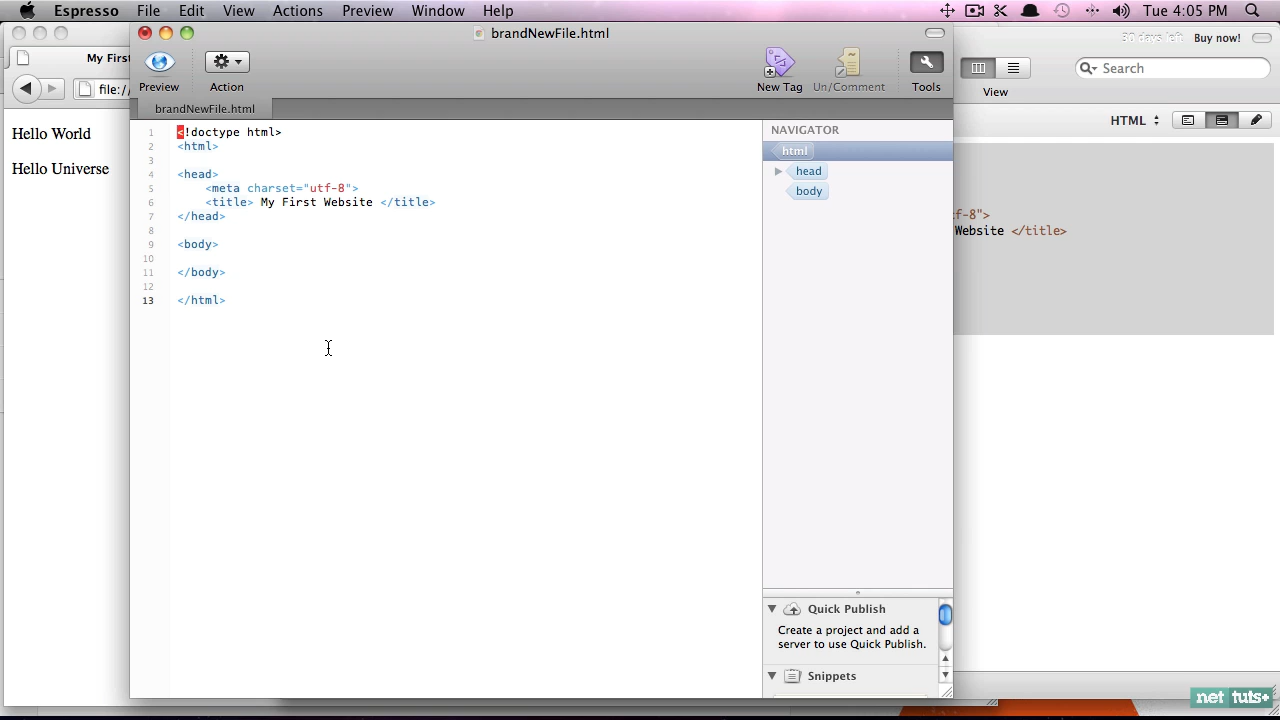 Espresso File Edit View Actions Preview Window Help Tue 4:05 PM
brandNewFile.html
30 days left Buy now!
My First
Preview Action New Tag Un/Comment Tools
View
Search
file://
brandNewFile.html
HTML
Hello World
Hello Universe
1 <!doctype html>
2 <html>
3
4 <head>
5 <meta charset="utf-8">
6 <title> My First Website </title>
7 </head>
8
9 <body>
10
11 </body>
12
13 </html>
NAVIGATOR
html
head
body
f-8">
Website </title>
Quick Publish
Create a project and add a
server to use Quick Publish.
Snippets
net tuts+